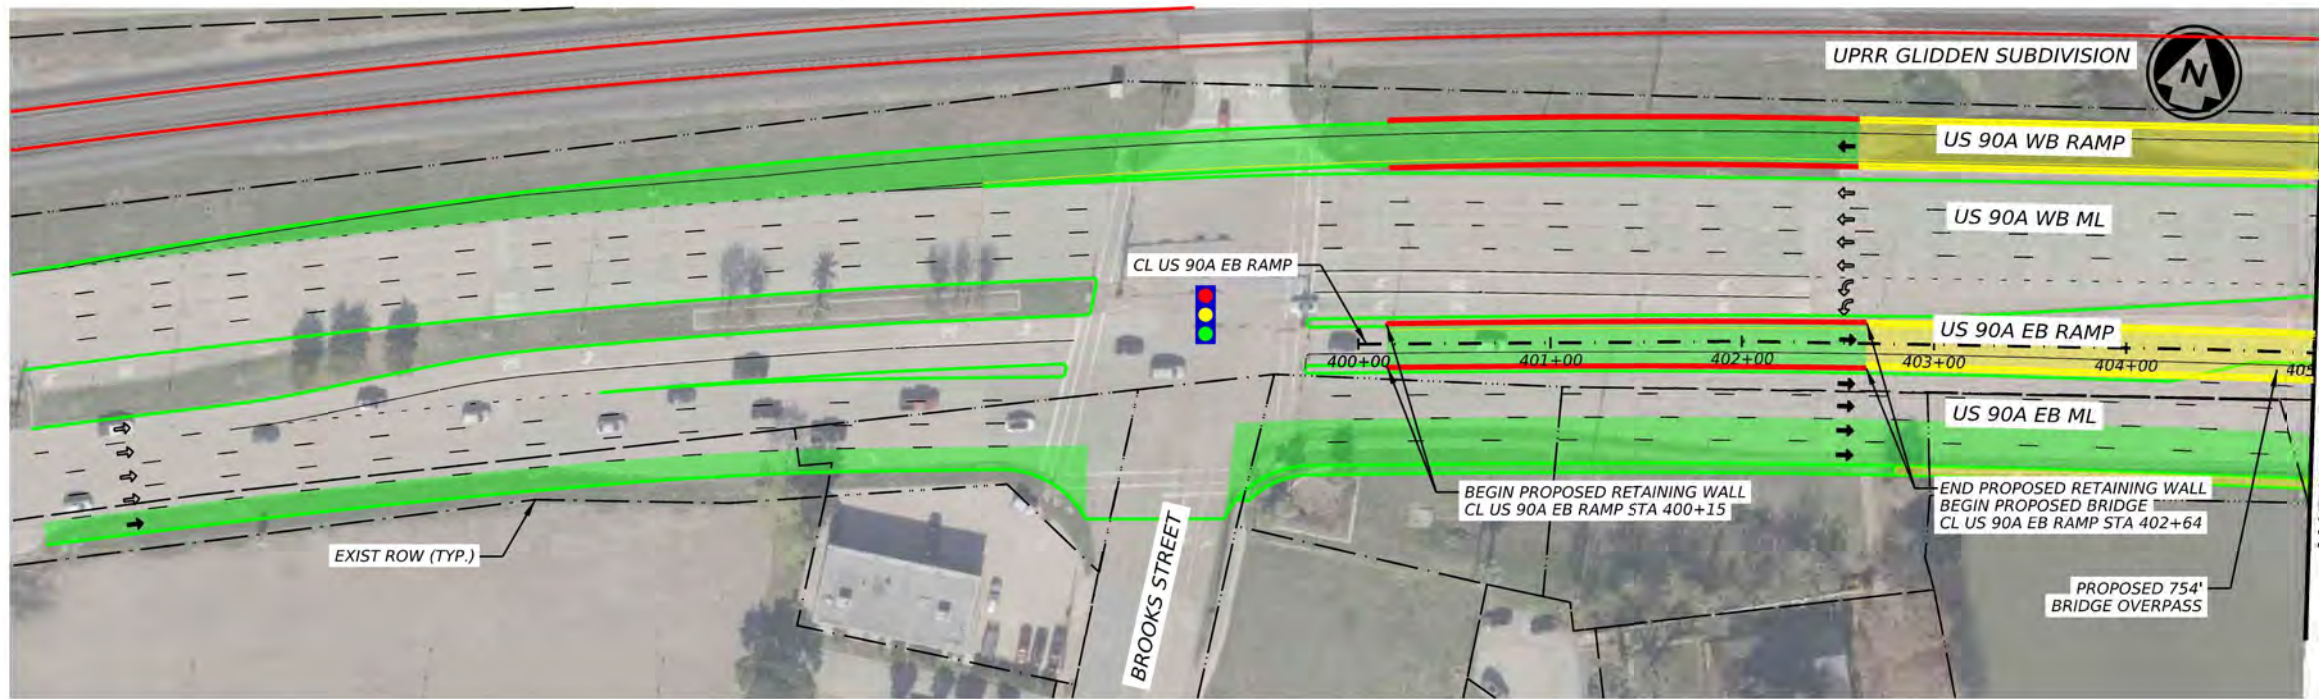 UPRR GLIDDEN SUBDIVISION
N
US 90A WB RAMP
US 90A WB ML
CL US 90A EB RAMP
US 90A EB RAMP
400+00
401+00
402+00
403+00
404+00
405
US 90A EB ML
BEGIN PROPOSED RETAINING WALL
CL US 90A EB RAMP STA 400+15
END PROPOSED RETAINING WALL
BEGIN PROPOSED BRIDGE
CL US 90A EB RAMP STA 402+64
EXIST ROW (TYP.)
BROOKS STREET
PROPOSED 754'
BRIDGE OVERPASS